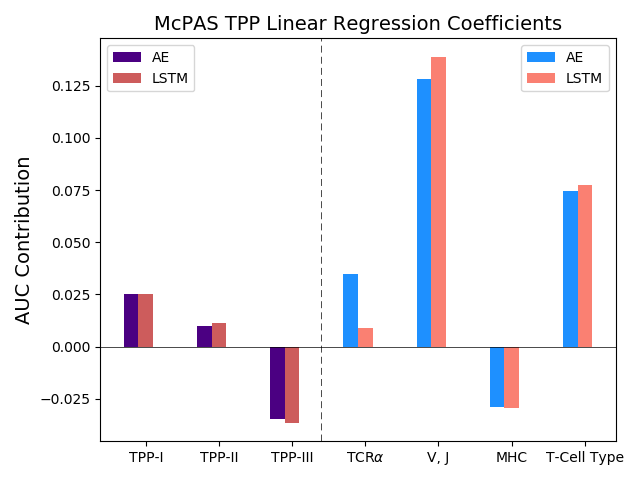 McPAS TPP Linear Regression Coefficients
AE
LSTM
AE
LSTM
AUC Contribution
0.125
0.100
0.075
0.050
0.025
0.000
−0.025
TPP-I
TPP-II
TPP-III
TCRα
V, J
MHC
T-Cell Type